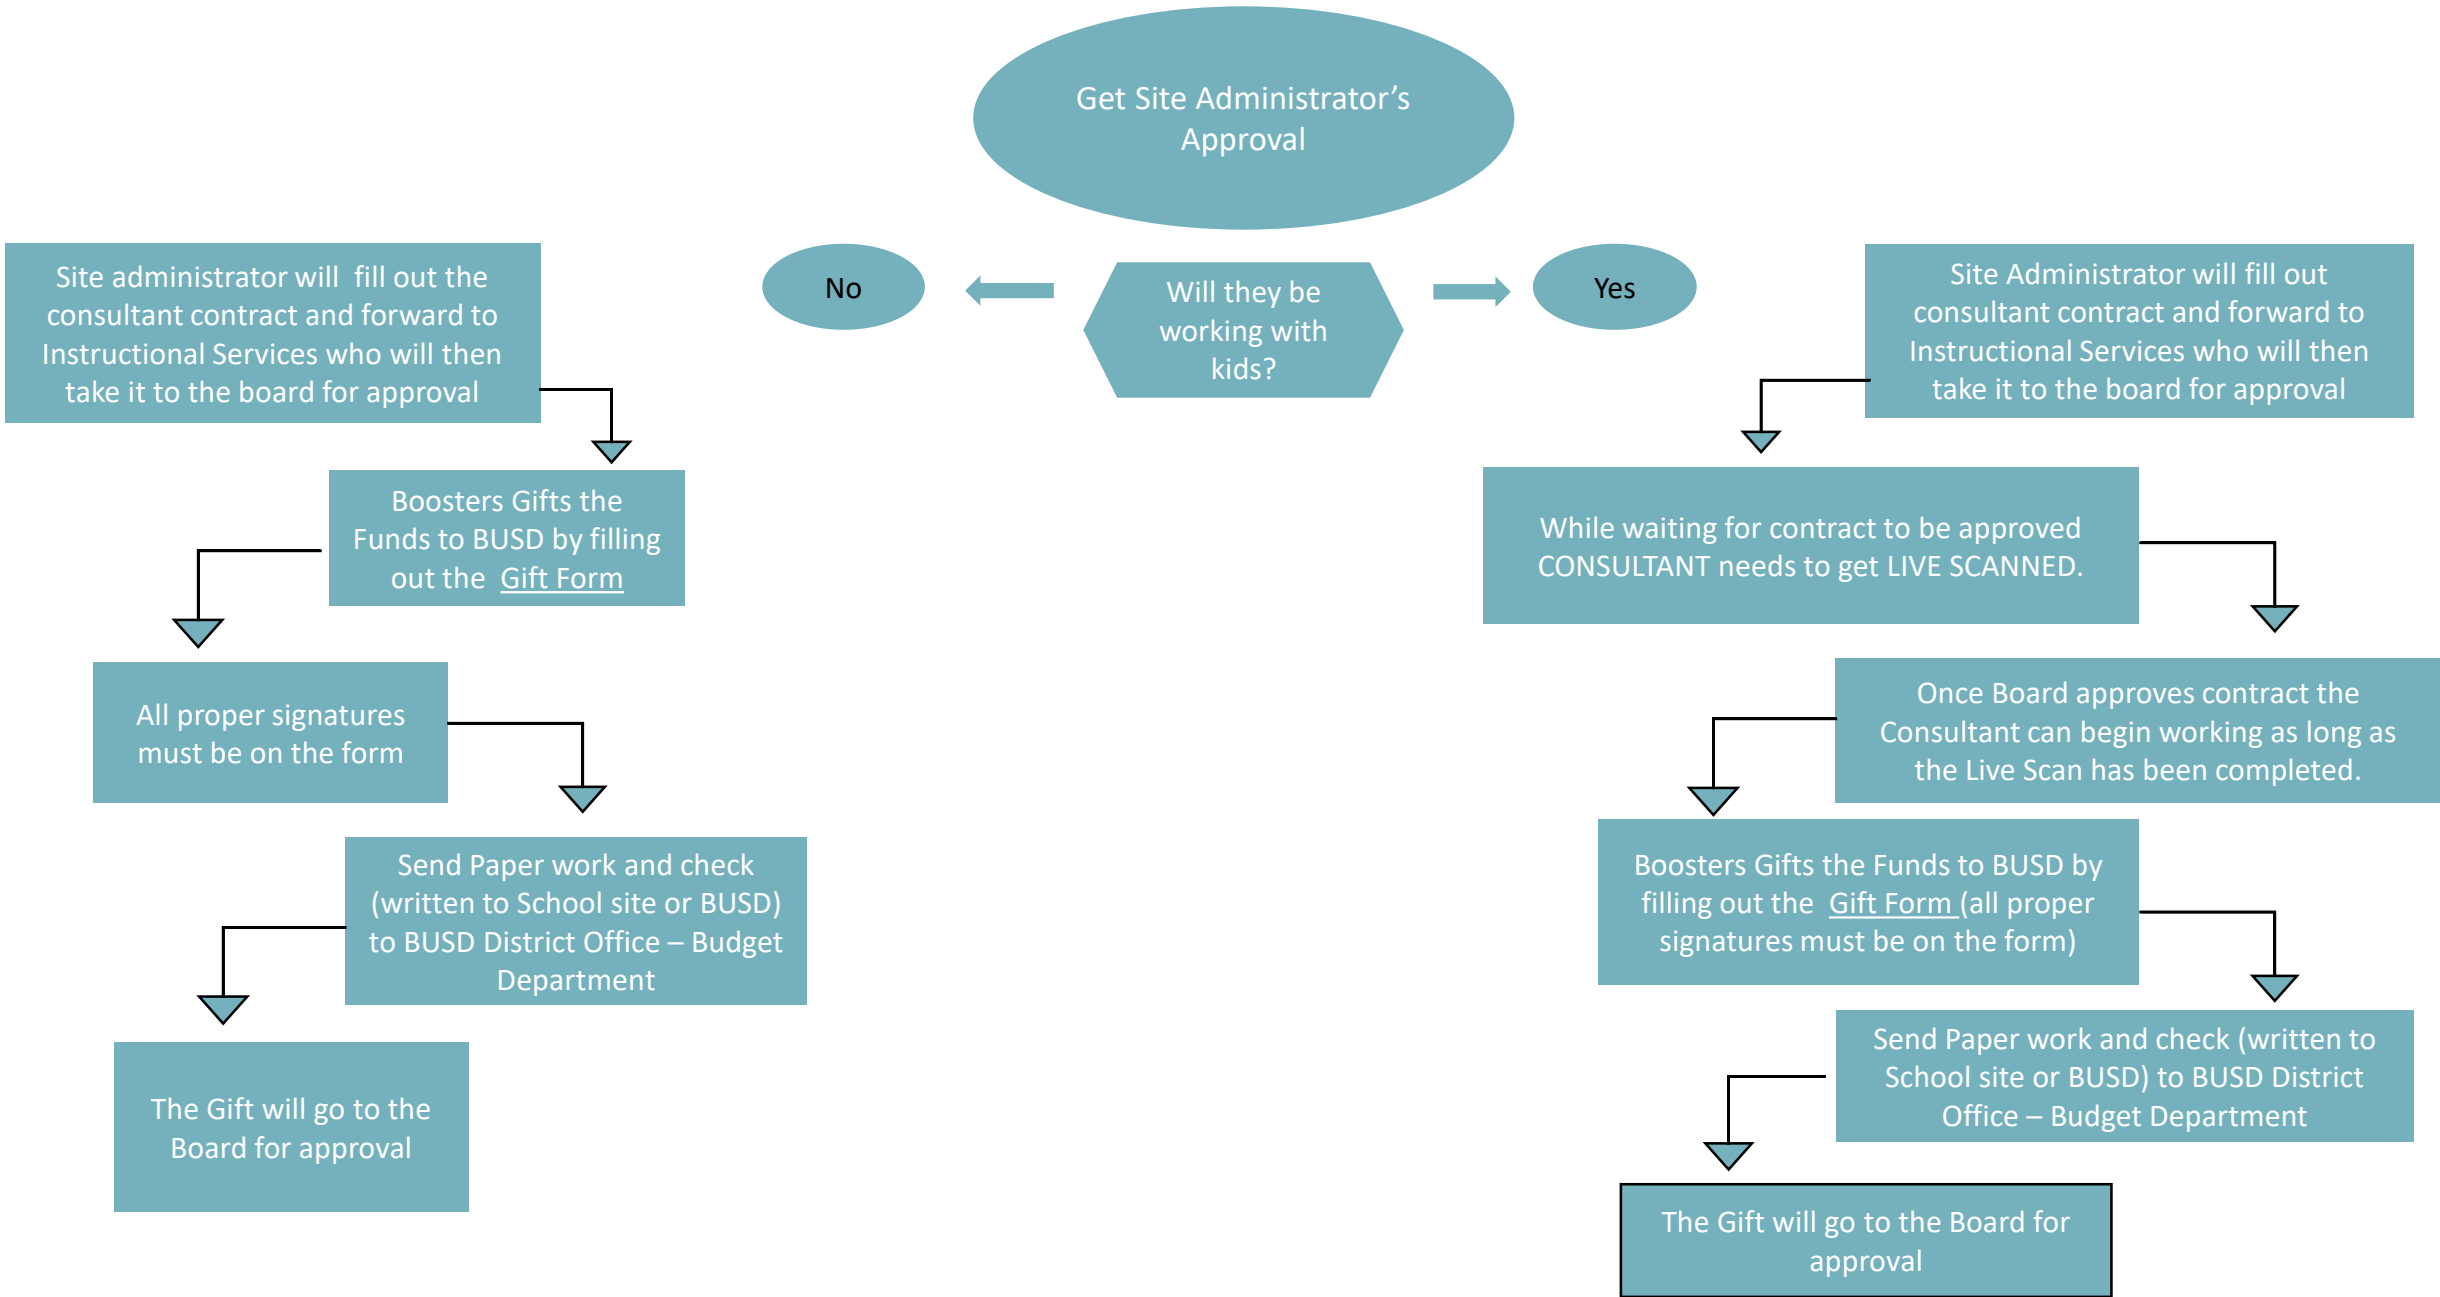 Get Site Administrator’s
Approval
No
Will they be
working with
kids?
Yes
Site administrator will  fill out the
consultant contract and forward to
Instructional Services who will then
take it to the board for approval
Boosters Gifts the
Funds to BUSD by filling
out the  Gift Form
All proper signatures
must be on the form
Send Paper work and check
(written to School site or BUSD)
to BUSD District Office – Budget
Department
The Gift will go to the
Board for approval
Site Administrator will fill out
consultant contract and forward to
Instructional Services who will then
take it to the board for approval
While waiting for contract to be approved
CONSULTANT needs to get LIVE SCANNED.
Once Board approves contract the
Consultant can begin working as long as
the Live Scan has been completed.
Boosters Gifts the Funds to BUSD by
filling out the  Gift Form (all proper
signatures must be on the form)
Send Paper work and check (written to
School site or BUSD) to BUSD District
Office – Budget Department
The Gift will go to the Board for
approval